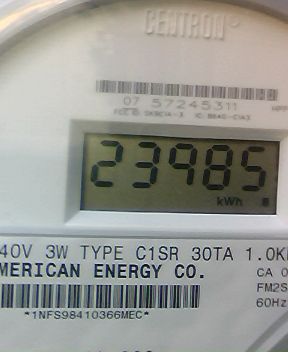 CENTRON®
07 57245311
23985
kWh
40V 3W TYPE C1SR 30TA 1.0K
MERICAN ENERGY CO.
CA 0
FM2S
60Hz
*1NFS98410366MEC*